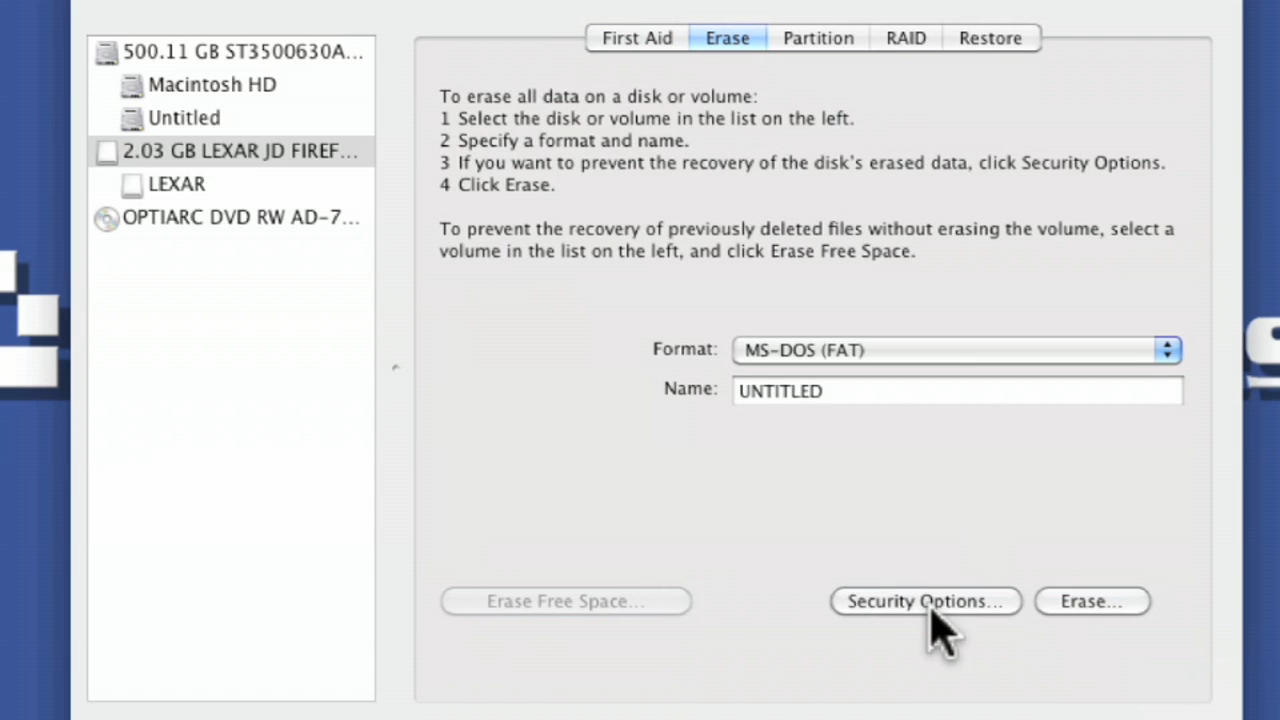 500.11 GB ST3500630A...
Macintosh HD
Untitled
2.03 GB LEXAR JD FIREF...
LEXAR
OPTIARC DVD RW AD-7...
First Aid
Erase
Partition
RAID
Restore
To erase all data on a disk or volume:
1 Select the disk or volume in the list on the left.
2 Specify a format and name.
3 If you want to prevent the recovery of the disk's erased data, click Security Options.
4 Click Erase.
To prevent the recovery of previously deleted files without erasing the volume, select a
volume in the list on the left, and click Erase Free Space.
Format: MS-DOS (FAT)
Name: UNTITLED
Erase Free Space...
Security Options...
Erase...